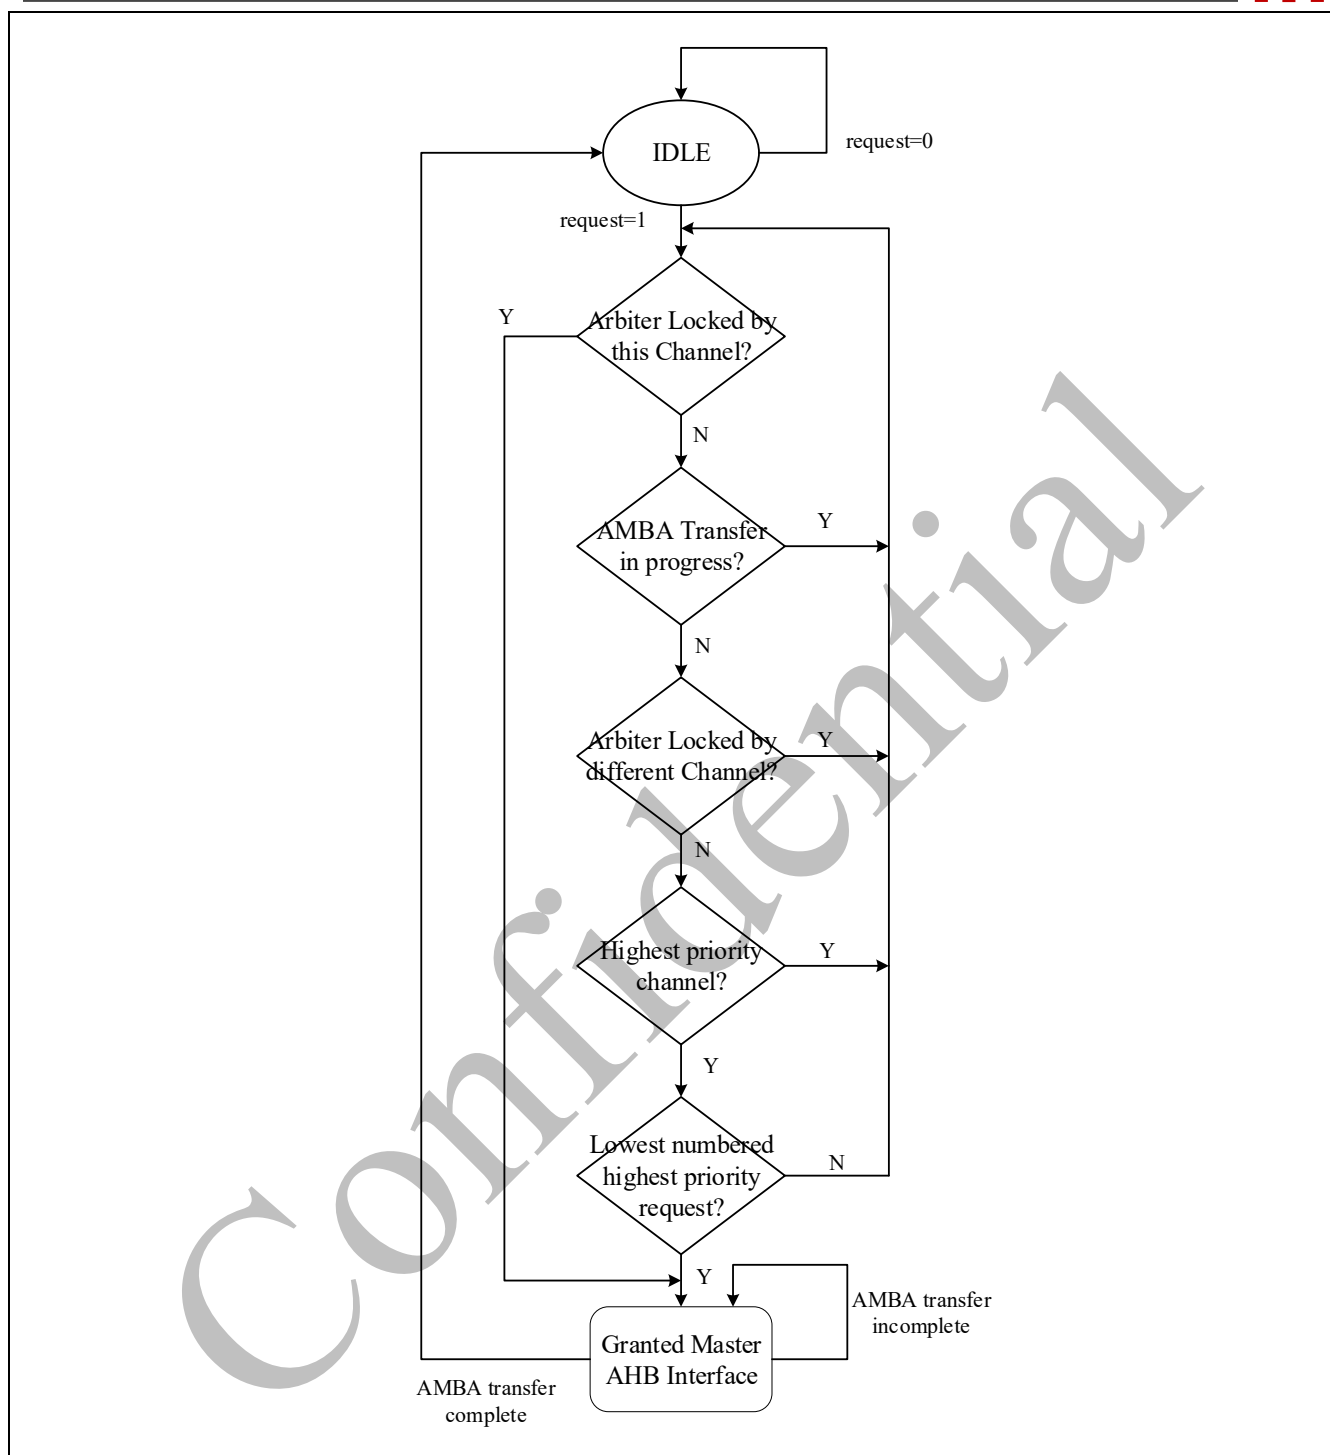 IDLE
request=0
request=1
Arbiter Locked by
this Channel?
Y
N
AMBA Transfer
in progress?
Y
N
Arbiter Locked by
different Channel?
Y
N
Highest priority
channel?
Y
Y
Lowest numbered
highest priority
request?
N
Y
AMBA transfer
incomplete
Granted Master
AHB Interface
AMBA transfer
complete
Confidential